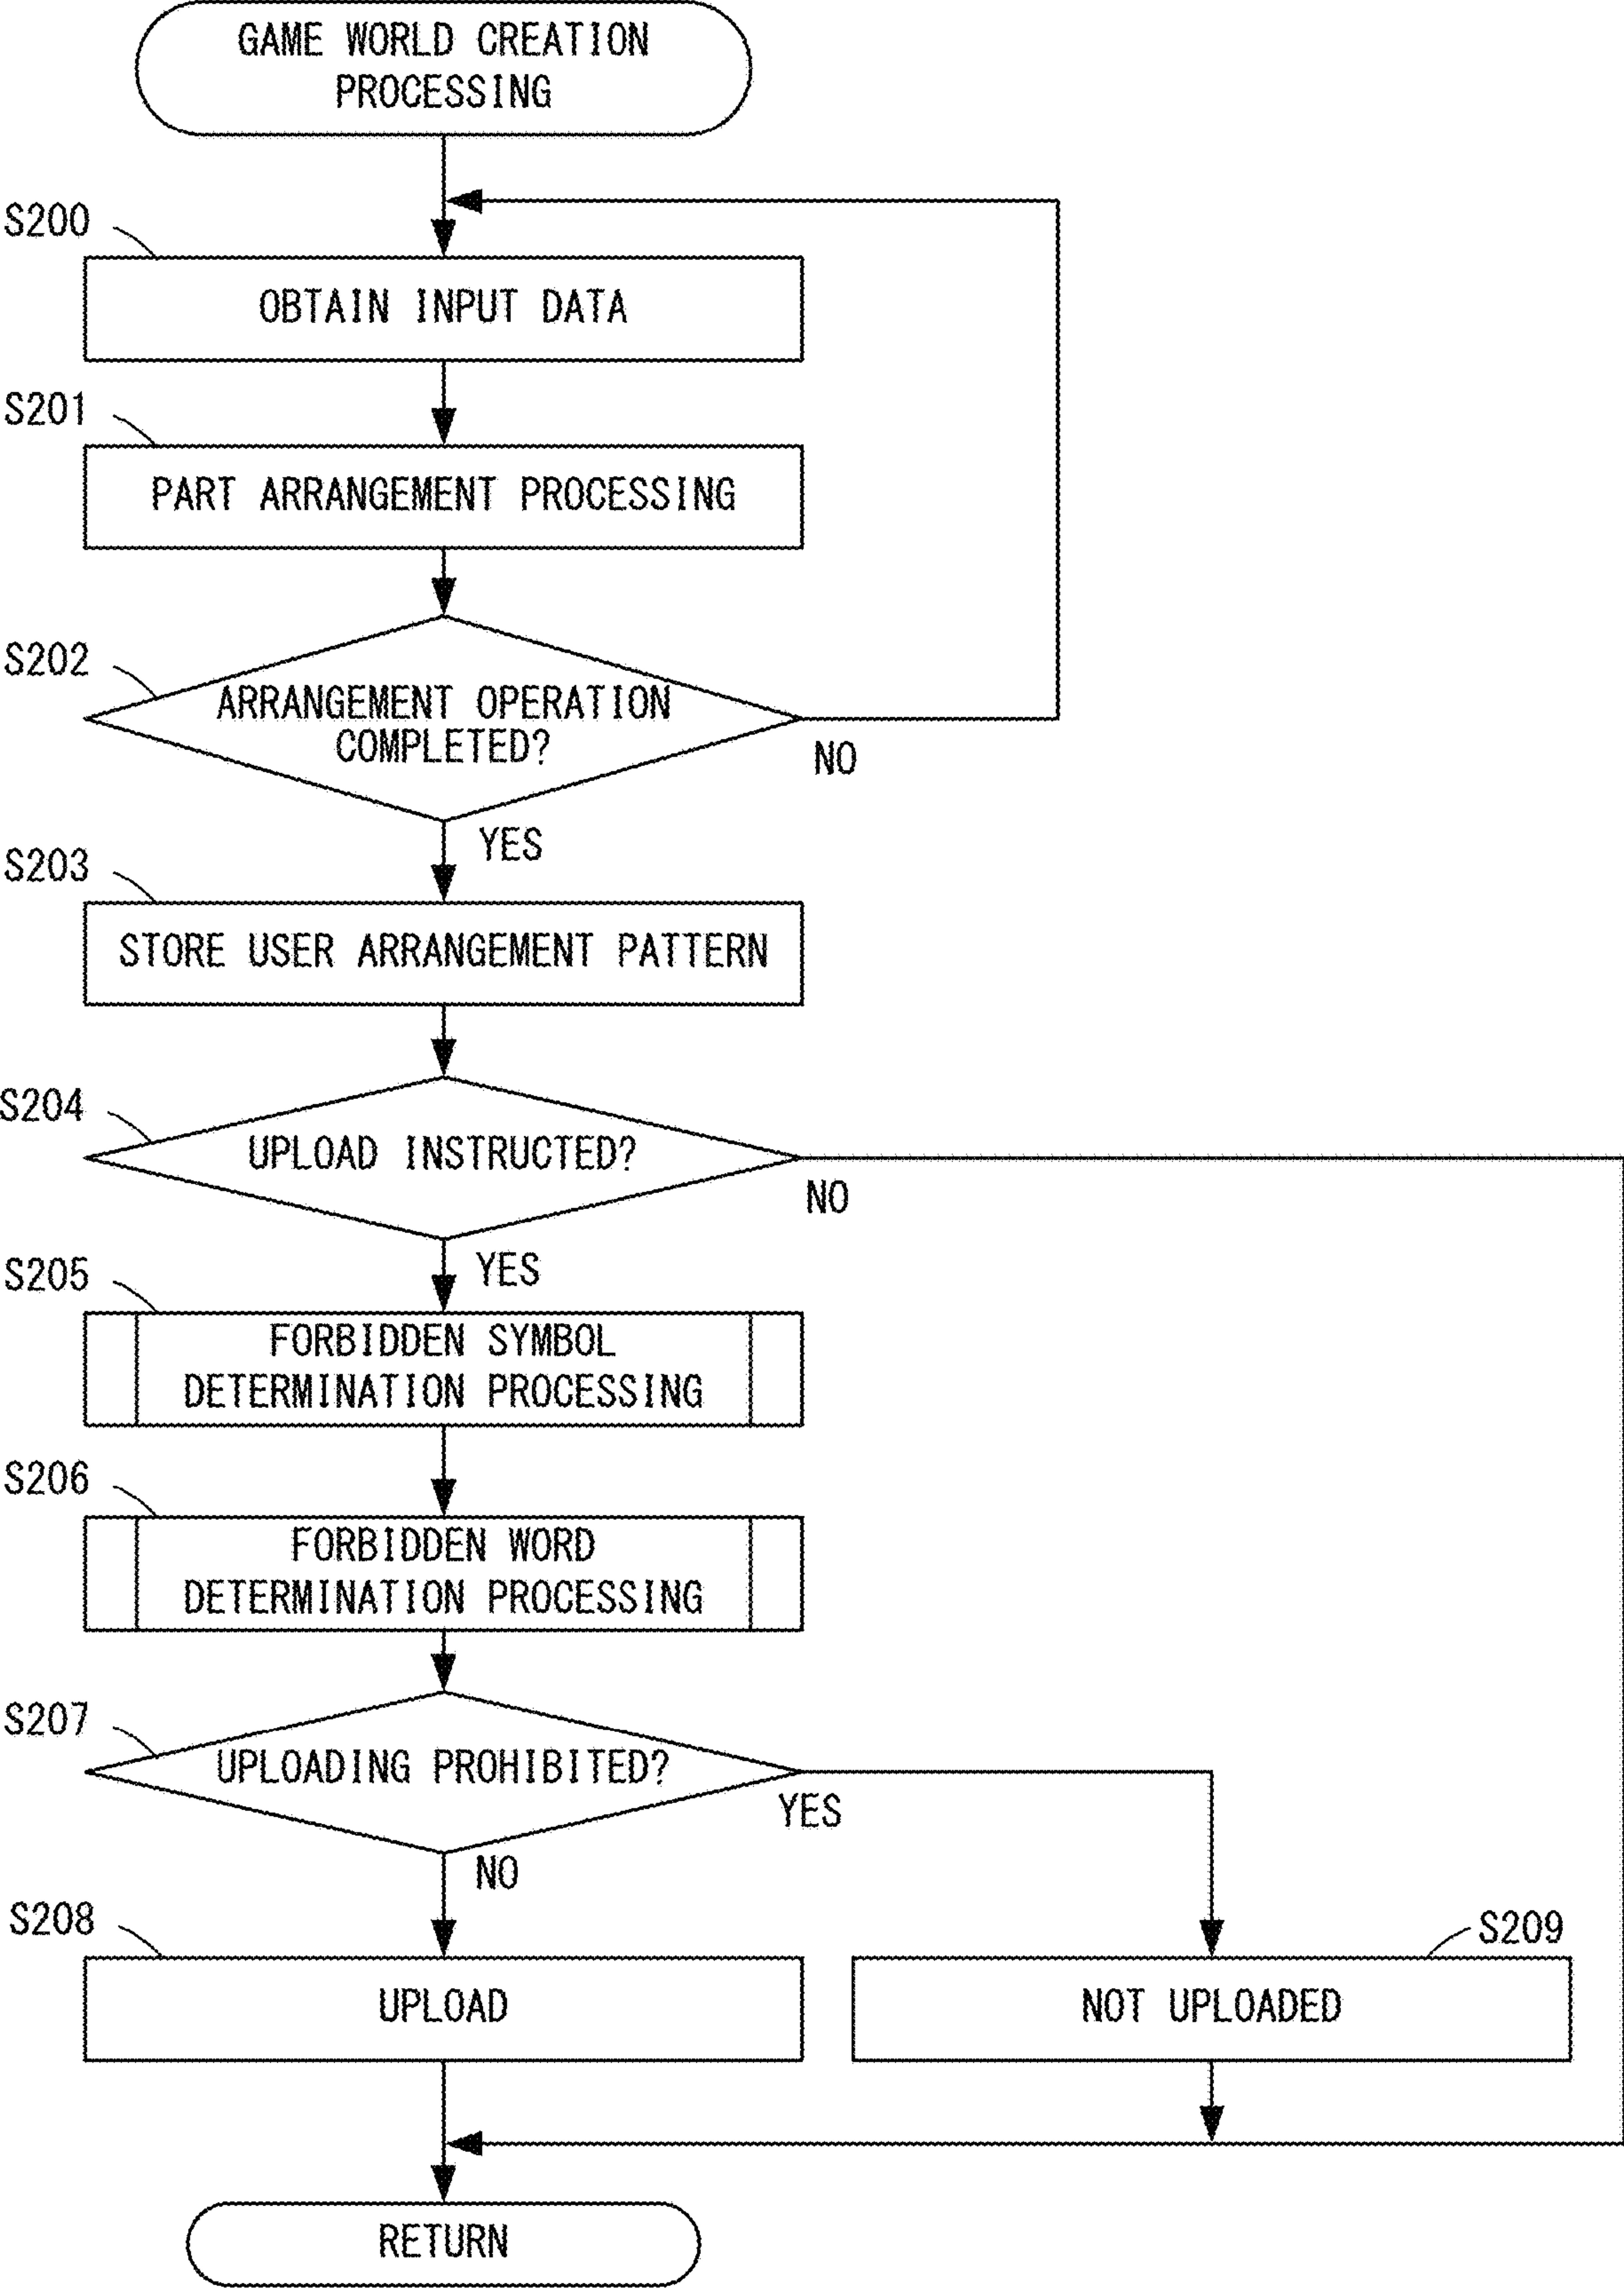 GAME WORLD CREATION
PROCESSING
S200
OBTAIN INPUT DATA
S201
PART ARRANGEMENT PROCESSING
S202
ARRANGEMENT OPERATION
COMPLETED?
NO
YES
S203
STORE USER ARRANGEMENT PATTERN
S204
UPLOAD INSTRUCTED?
NO
YES
S205
FORBIDDEN SYMBOL
DETERMINATION PROCESSING
S206
FORBIDDEN WORD
DETERMINATION PROCESSING
S207
UPLOADING PROHIBITED?
YES
NO
S208
UPLOAD
S209
NOT UPLOADED
RETURN